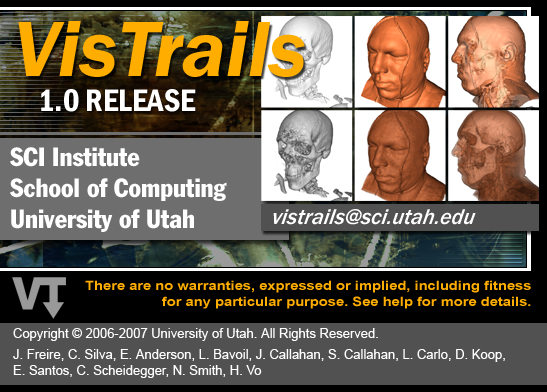 VisTrails
1.0 RELEASE
SCI Institute
School of Computing
University of Utah
vistrails@sci.utah.edu
VT
There are no warranties, expressed or implied, including fitness
for any particular purpose. See help for more details.
Copyright © 2006-2007 University of Utah. All Rights Reserved.
J. Freire, C. Silva, E. Anderson, L. Bavoil, J. Callahan, S. Callahan, L. Carlo, D. Koop,
E. Santos, C. Scheidegger, N. Smith, H. Vo